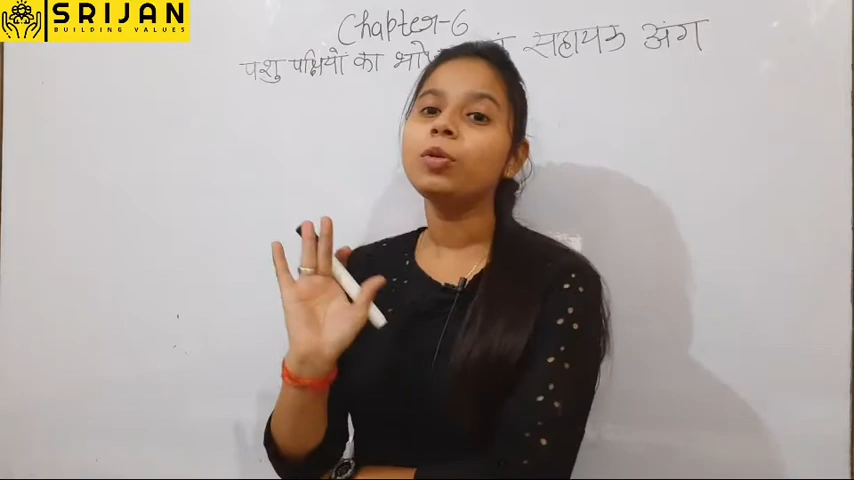 SRIJAN
BUILDING VALUES
Chapter-6
पशु पक्षियों का सहायक अंग